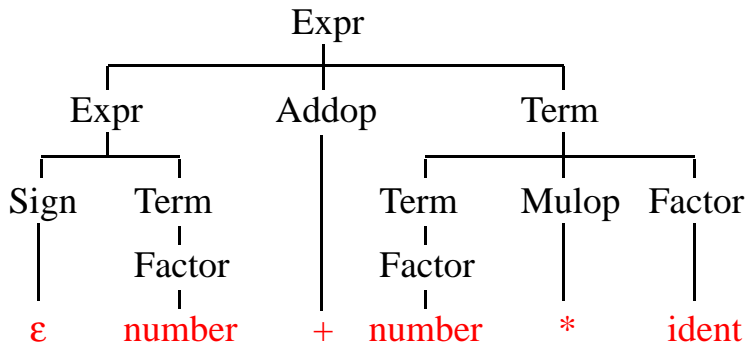 Expr
Expr Addop Term
Sign Term Term Mulop Factor
Factor Factor
ε number + number * ident